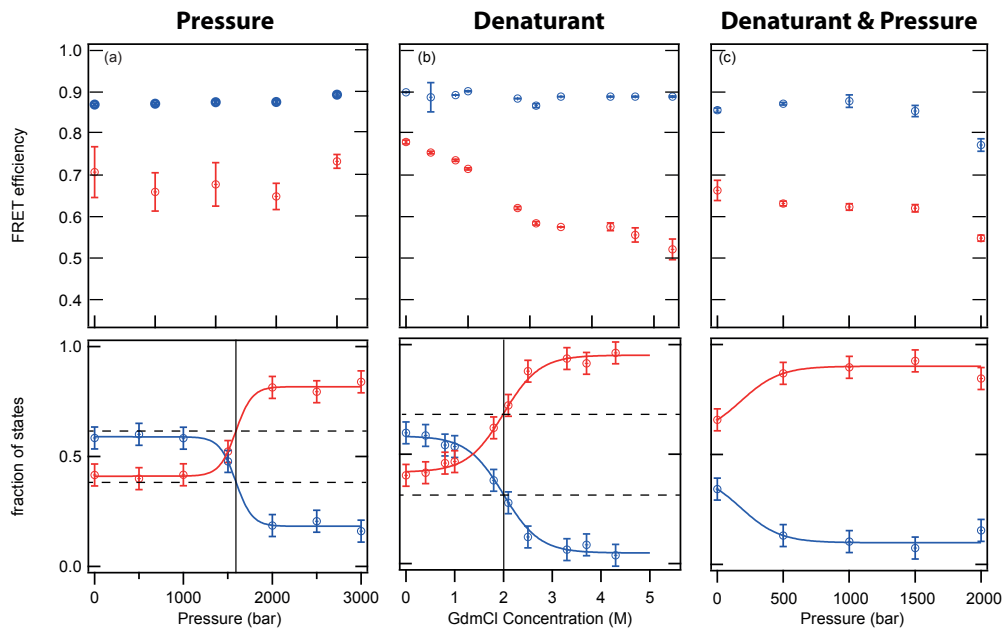 Pressure
Denaturant
Denaturant & Pressure
FRET efficiency
1.0
0.9
0.8
0.7
0.6
0.5
0.4
(a)
(b)
(c)
fraction of states
1.0
0.5
0.0
0
1000
2000
3000
Pressure (bar)
0
1
2
3
4
5
GdmCl Concentration (M)
0
500
1000
1500
2000
Pressure (bar)